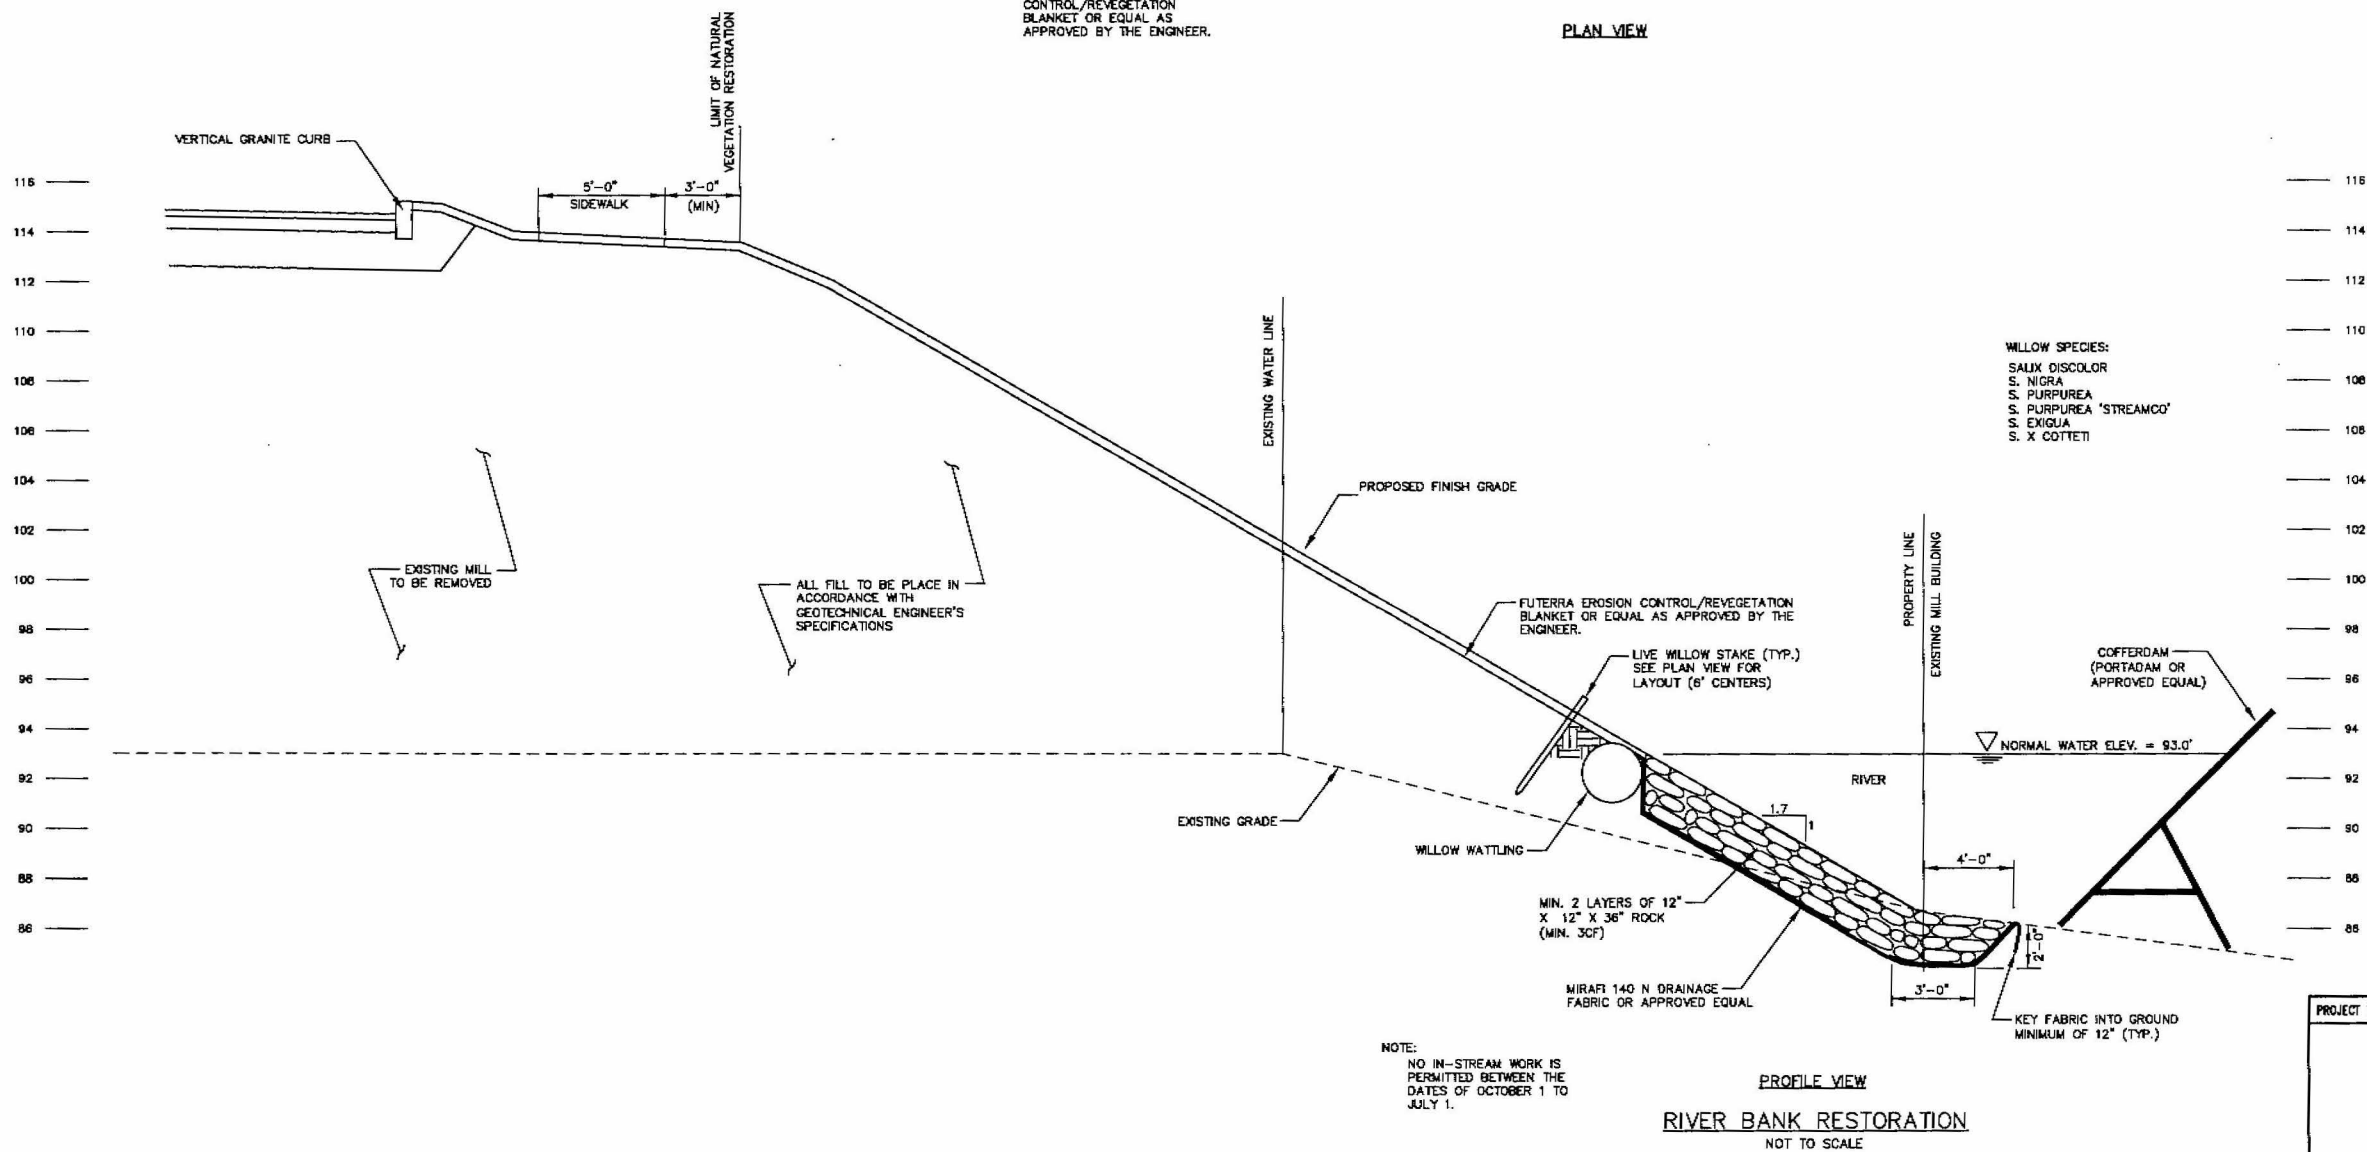 CONTROL/REVEGETATION
BLANKET OR EQUAL AS
APPROVED BY THE ENGINEER.
PLAN VIEW
LIMIT OF NATURAL
VEGETATION RESTORATION
VERTICAL GRANITE CURB
5'-0"
SIDEWALK
3'-0"
(MIN)
116
114
112
110
108
106
104
102
100
98
96
94
92
90
88
86
116
114
112
110
108
106
104
102
100
98
96
94
92
90
88
86
EXISTING WATER LINE
WILLOW SPECIES:
SALIX DISCOLOR
S. NIGRA
S. PURPUREA
S. PURPUREA 'STREAMCO'
S. EXIGUA
S. X COTTETI
PROPOSED FINISH GRADE
EXISTING MILL
TO BE REMOVED
ALL FILL TO BE PLACE IN
ACCORDANCE WITH
GEOTECHNICAL ENGINEER'S
SPECIFICATIONS
PROPERTY LINE
EXISTING MILL BUILDING
FUTERRA EROSION CONTROL/REVEGETATION
BLANKET OR EQUAL AS APPROVED BY THE
ENGINEER.
LIVE WILLOW STAKE (TYP.)
SEE PLAN VIEW FOR
LAYOUT (6' CENTERS)
COFFERDAM
(PORTADAM OR
APPROVED EQUAL)
NORMAL WATER ELEV. = 93.0'
RIVER
1.7
1
EXISTING GRADE
WILLOW WATTLING
4'-0"
MIN. 2 LAYERS OF 12"
X 12" X 36" ROCK
(MIN. 3CF)
2'-0"
MIRAFI 140 N DRAINAGE
FABRIC OR APPROVED EQUAL
3'-0"
KEY FABRIC INTO GROUND
MINIMUM OF 12" (TYP.)
PROJECT
NOTE:
NO IN-STREAM WORK IS
PERMITTED BETWEEN THE
DATES OF OCTOBER 1 TO
JULY 1.
PROFILE VIEW
RIVER BANK RESTORATION
NOT TO SCALE